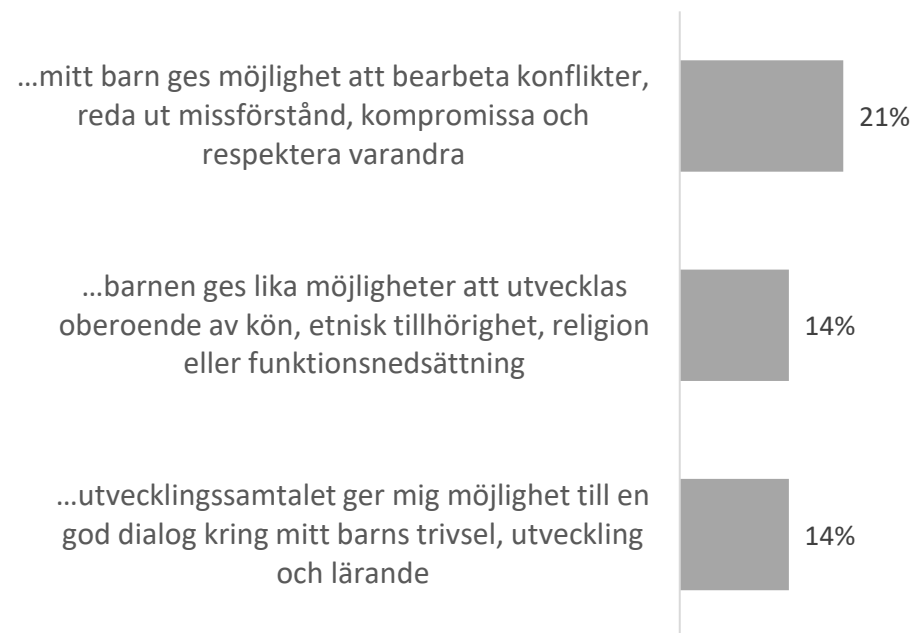 ...mitt barn ges möjlighet att bearbeta konflikter,
reda ut missförstånd, kompromissa och
respektera varandra
21%
...barnen ges lika möjligheter att utvecklas
oberoende av kön, etnisk tillhörighet, religion
eller funktionsnedsättning
14%
...utvecklingssamtalet ger mig möjlighet till en
god dialog kring mitt barns trivsel, utveckling
och lärande
14%